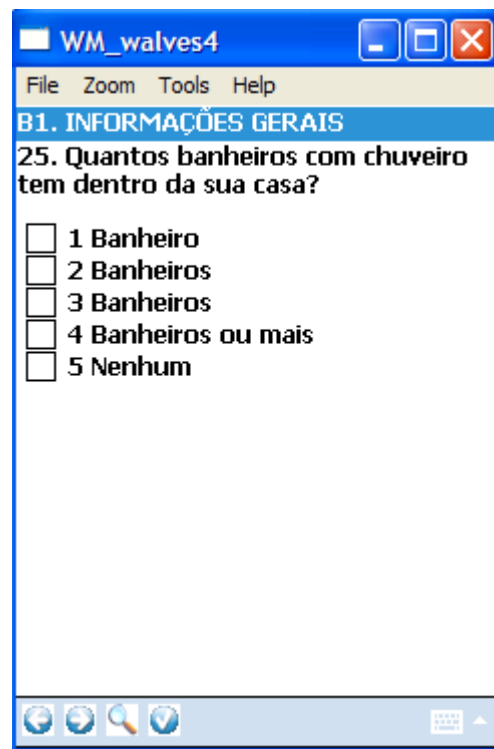 WM_walves4
File Zoom Tools Help
B1. INFORMAÇÕES GERAIS
25. Quantos banheiros com chuveiro
tem dentro da sua casa?
1 Banheiro
2 Banheiros
3 Banheiros
4 Banheiros ou mais
5 Nenhum